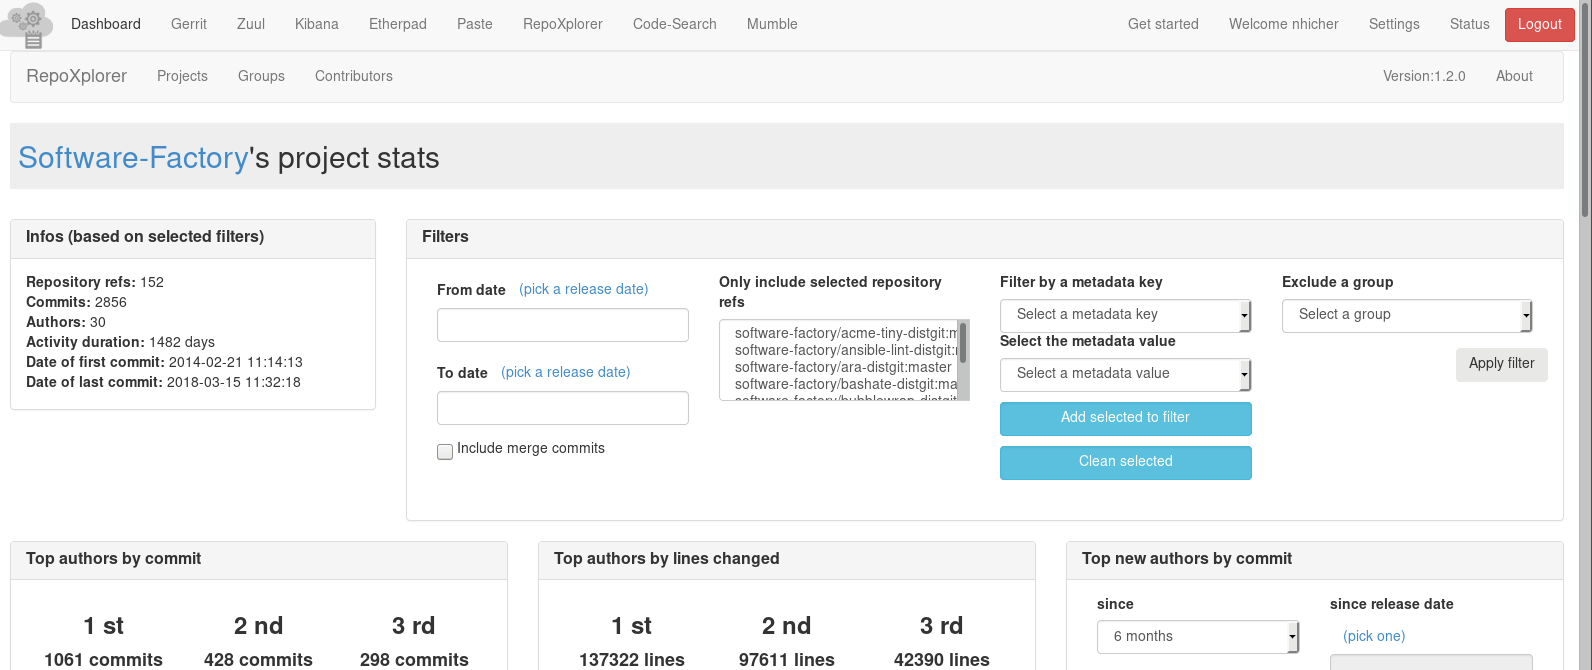 Dashboard Gerrit Zuul Kibana Etherpad Paste RepoXplorer Code-Search Mumble Get started Welcome nhicher Settings Status Logout
RepoXplorer Projects Groups Contributors Version:1.2.0 About
Software-Factory's project stats
Infos (based on selected filters)
Repository refs: 152
Commits: 2856
Authors: 30
Activity duration: 1482 days
Date of first commit: 2014-02-21 11:14:13
Date of last commit: 2018-03-15 11:32:18
Filters
From date (pick a release date)
To date (pick a release date)
Include merge commits
Only include selected repository
refs
software-factory/acme-tiny-distgit:m
software-factory/ansible-lint-distgit:
software-factory/ara-distgit:master
software-factory/bashate-distgit:ma
software-factory/bubblewrap-distgit
Filter by a metadata key
Select a metadata key
Select the metadata value
Select a metadata value
Add selected to filter
Clean selected
Exclude a group
Select a group
Apply filter
Top authors by commit
1 st 2 nd 3 rd
1061 commits 428 commits 298 commits
Top authors by lines changed
1 st 2 nd 3 rd
137322 lines 97611 lines 42390 lines
Top new authors by commit
since
6 months
since release date
(pick one)